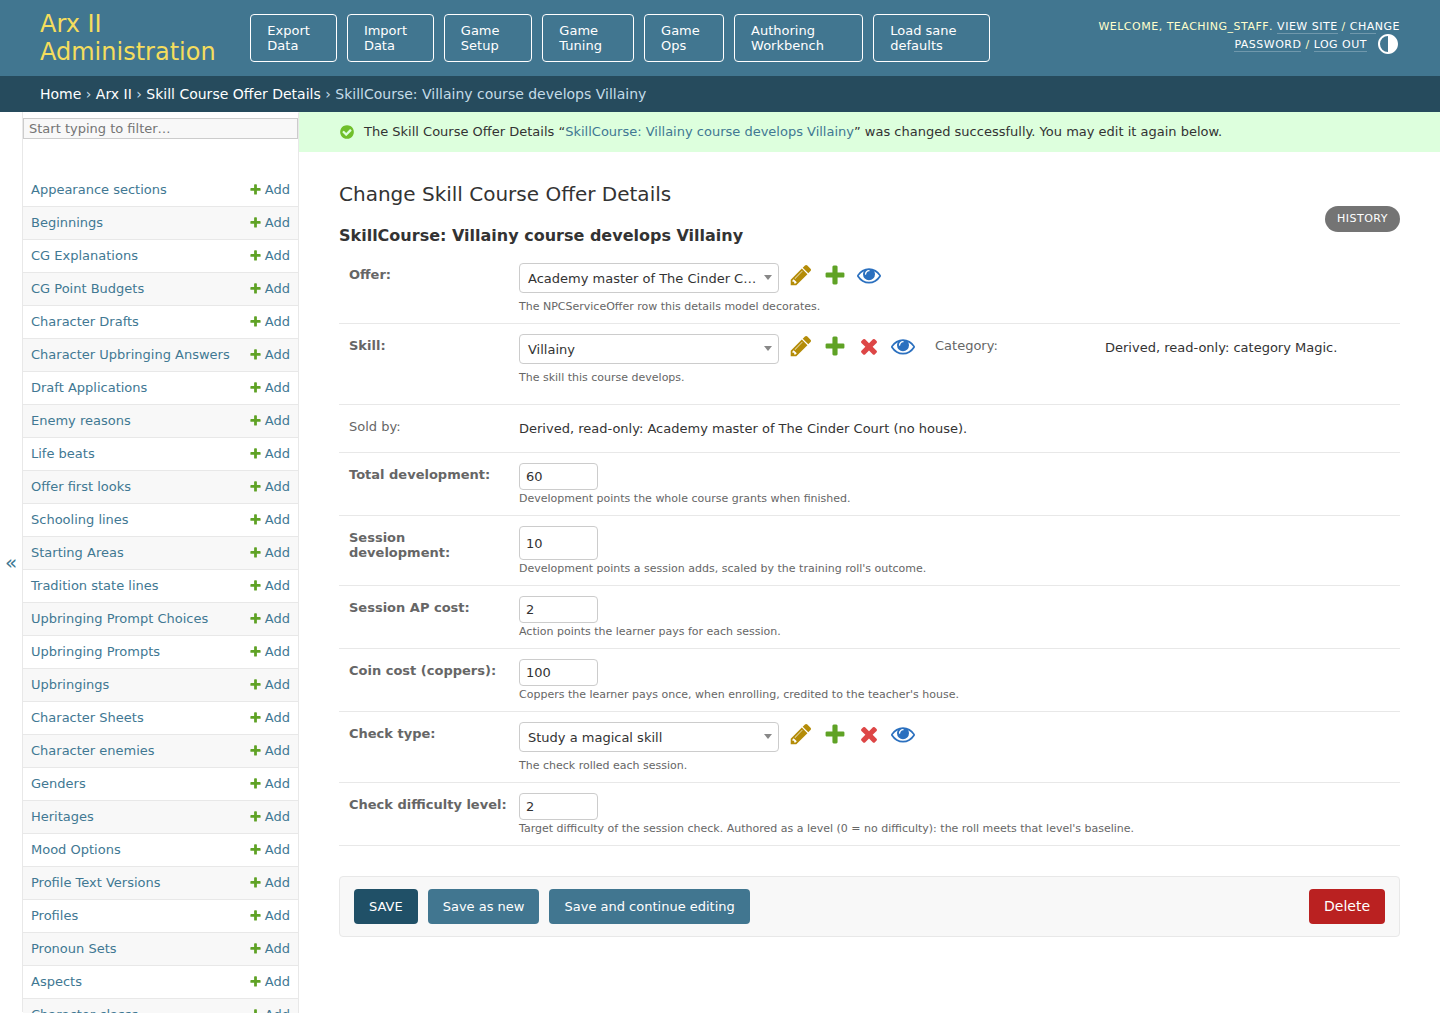 Arx II Administration
Export Data
Import Data
Game Setup
Game Tuning
Game Ops
Authoring Workbench
Load sane defaults
WELCOME, TEACHING_STAFF. VIEW SITE / CHANGE PASSWORD / LOG OUT
Home › Arx II › Skill Course Offer Details › SkillCourse: Villainy course develops Villainy
Start typing to filter…
Appearance sections Add
Beginnings Add
CG Explanations Add
CG Point Budgets Add
Character Drafts Add
Character Upbringing Answers Add
Draft Applications Add
Enemy reasons Add
Life beats Add
Offer first looks Add
Schooling lines Add
Starting Areas Add
Tradition state lines Add
Upbringing Prompt Choices Add
Upbringing Prompts Add
Upbringings Add
Character Sheets Add
Character enemies Add
Genders Add
Heritages Add
Mood Options Add
Profile Text Versions Add
Profiles Add
Pronoun Sets Add
Aspects Add
«
The Skill Course Offer Details “SkillCourse: Villainy course develops Villainy” was changed successfully. You may edit it again below.
Change Skill Course Offer Details
HISTORY
SkillCourse: Villainy course develops Villainy
Offer: Academy master of The Cinder C…
The NPCServiceOffer row this details model decorates.
Skill: Villainy
Category: Derived, read-only: category Magic.
The skill this course develops.
Sold by: Derived, read-only: Academy master of The Cinder Court (no house).
Total development: 60
Development points the whole course grants when finished.
Session development: 10
Development points a session adds, scaled by the training roll's outcome.
Session AP cost: 2
Action points the learner pays for each session.
Coin cost (coppers): 100
Coppers the learner pays once, when enrolling, credited to the teacher's house.
Check type: Study a magical skill
The check rolled each session.
Check difficulty level: 2
Target difficulty of the session check. Authored as a level (0 = no difficulty): the roll meets that level's baseline.
SAVE
Save as new
Save and continue editing
Delete